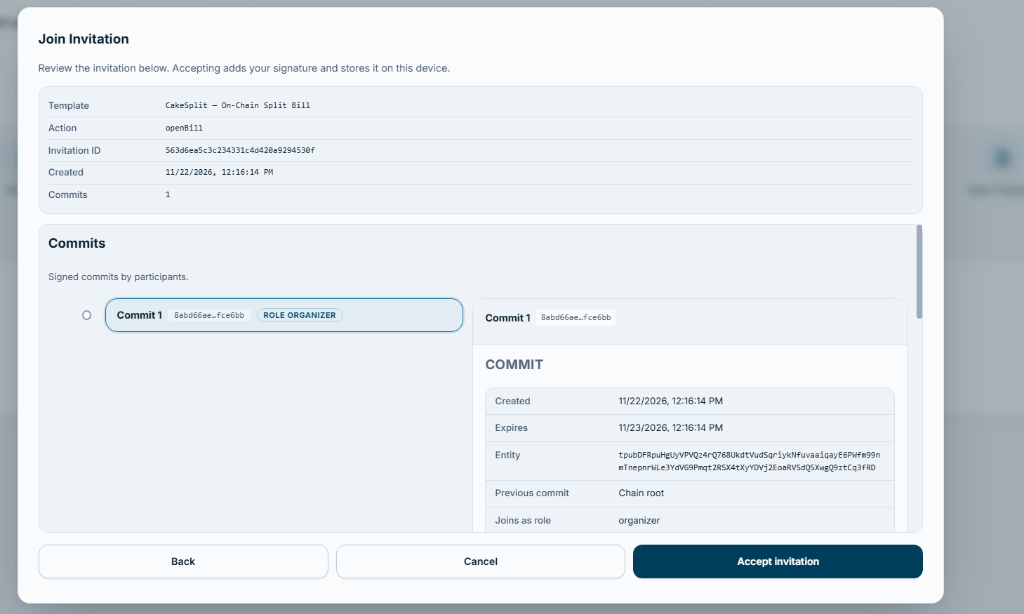 Join Invitation
Review the invitation below. Accepting adds your signature and stores it on this device.
Template CakeSplit – On-Chain Split Bill
Action openBill
Invitation ID 563d6ea5c3c234331c4d420a9294530f
Created 11/22/2026, 12:16:14 PM
Commits 1
Commits
Signed commits by participants.
Commit 1 8abd66ae…fce6bb ROLE ORGANIZER
Commit 1 8abd66ae…fce6bb
COMMIT
Created 11/22/2026, 12:16:14 PM
Expires 11/23/2026, 12:16:14 PM
Entity tpubDFRpuHgUyVPVQz4rQ768UkdtVudSqriykNfuvaaiqayE6PWfm99n
mTnepnrWLe3YdVG9Pmqt2RSX4tXyYDVj2EoaRVSdQSXwgQ9ztCq3fRD
Previous commit Chain root
Joins as role organizer
Back
Cancel
Accept invitation